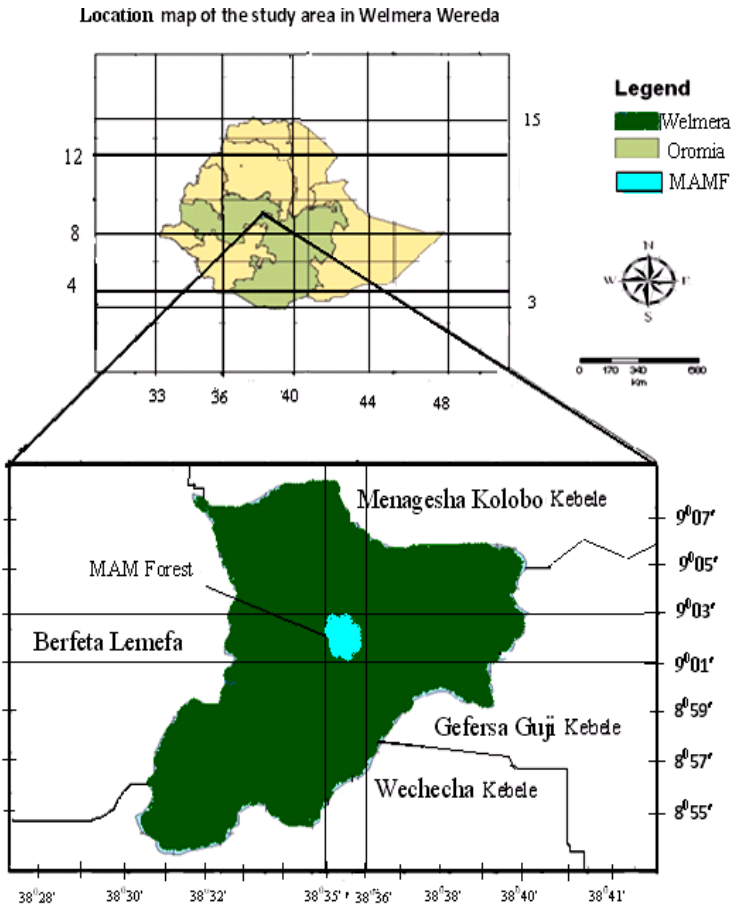 Location map of the study area in Welmera Wereda
Legend
Welmera
Oromia
MAMF
N
W E
S
0 170 340 680
Km
15
12
8
4
3
33 36 40 44 48
Menagesha Kolobo Kebele
MAM Forest
Berfeta Lemefa
Gefersa Guji Kebele
Wechecha Kebele
9⁰07'
9⁰05'
9⁰03'
9⁰01'
8⁰59'
8⁰57'
8⁰55'
38⁰28' 38⁰30' 38⁰32' 38⁰35' 38⁰36' 38⁰38' 38⁰40' 38⁰41'